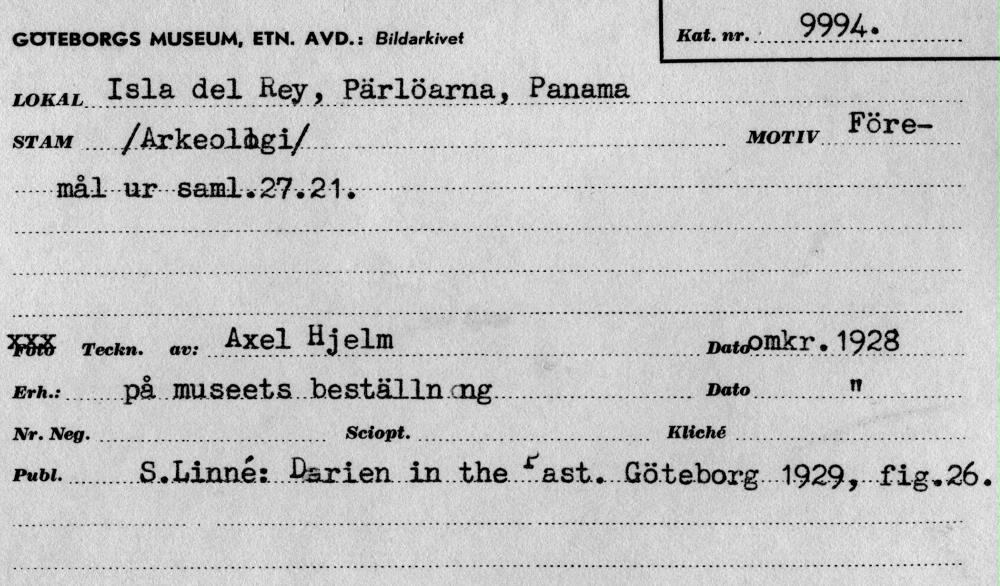 GÖTEBORGS MUSEUM, ETN. AVD.: Bildarkivet
Kat. nr. 9994.
LOKAL Isla del Rey, Pärlöarna, Panama
STAM /Arkeologi/ MOTIV Före-
mål ur saml.27.21.
Foto Teckn. av: Axel Hjelm Dato omkr. 1928
Erh.: på museets beställning Dato "
Nr. Neg. Sciopt. Kliché
Publ. S.Linné: Darien in the Past. Göteborg 1929, fig.26.